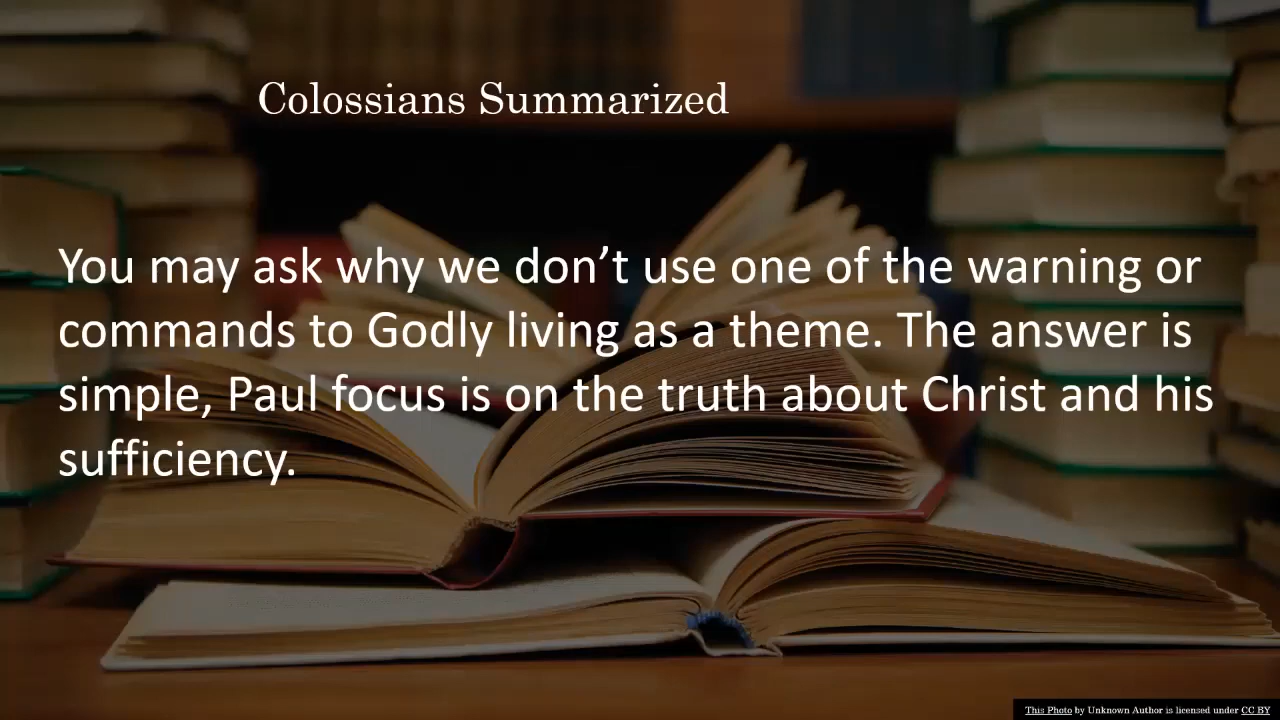 Colossians Summarized
You may ask why we don’t use one of the warning or
commands to Godly living as a theme. The answer is
simple, Paul focus is on the truth about Christ and his
sufficiency.
This Photo by Unknown Author is licensed under CC BY